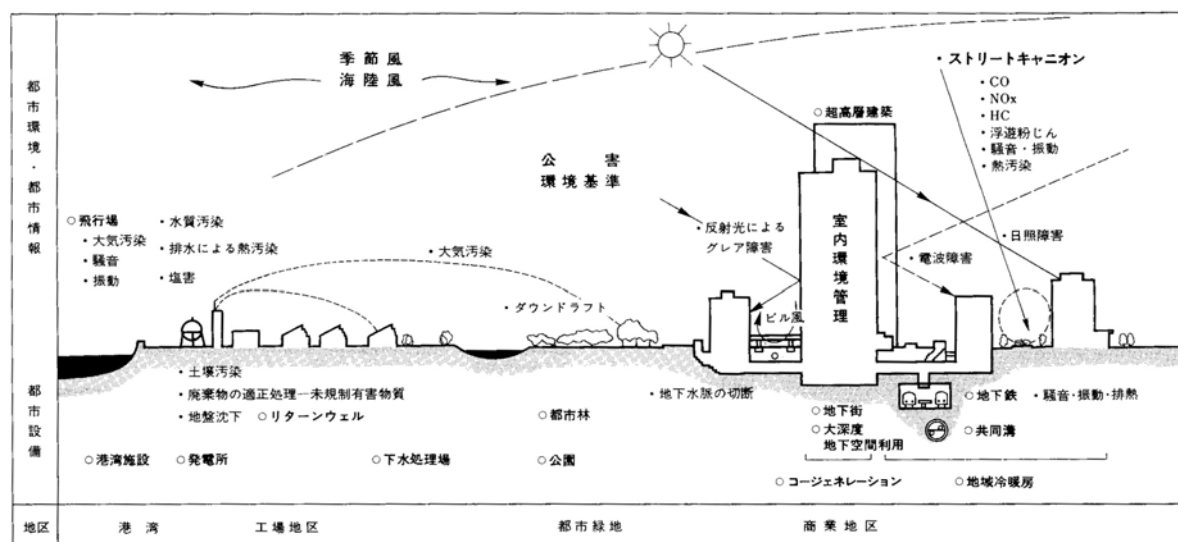 都市環境・都市情報
季節風
海陸風
・ストリートキャニオン
・CO
・NOx
・HC
・浮遊粉じん
・騒音・振動
・熱汚染
○超高層建築
公害
環境基準
○飛行場
・大気汚染
・騒音
・振動
・水質汚染
・排水による熱汚染
・塩害
・大気汚染
・ダウンドラフト
・反射光による
グレア障害
室内環境管理
ビル風
・電波障害
・日照障害
都市設備
・土壌汚染
・廃棄物の適正処理—未規制有害物質
・地盤沈下
○リターンウェル
○都市林
・地下水脈の切断
○地下街
○大深度
地下空間利用
○地下鉄
・騒音・振動・排熱
○共同溝
○港湾施設
○発電所
○下水処理場
○公園
○コージェネレーション
○地域冷暖房
地区
港湾
工場地区
都市緑地
商業地区